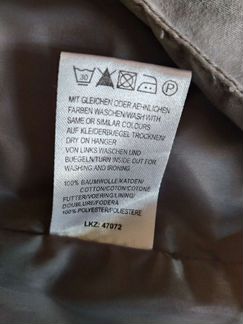 30
P
MIT GLEICHEN ODER AEHNLICHEN
FARBEN WASCHEN/WASH WITH
SAME OR SIMILAR COLOURS
AUF KLEIDERBUEGEL TROCKNEN/
DRY ON HANGER
VON LINKS WASCHEN UND
BUEGELN/TURN INSIDE OUT FOR
WASHING AND IRONING
100% BAUMWOLLE/KATOEN/
COTTON/COTON/COTONE
FUTTER/VOERING/LINING/
DOUBLURE/FODERA
100% POLYESTER/POLIESTERE
LKZ: 47072